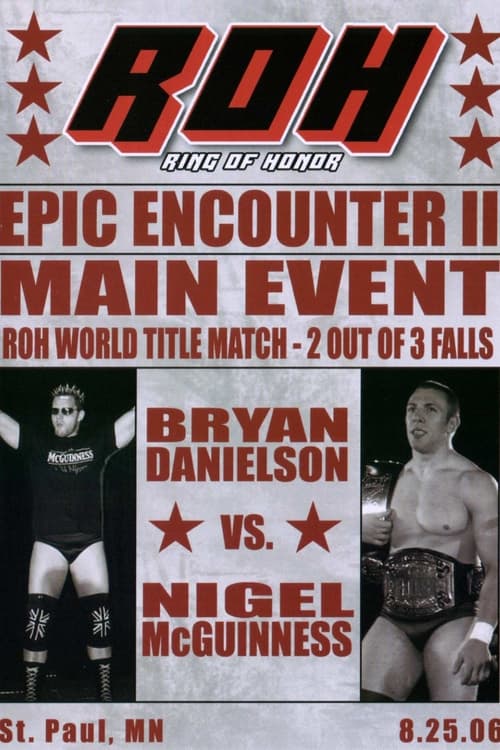 ROH
RING OF HONOR
EPIC ENCOUNTER II
MAIN EVENT
ROH WORLD TITLE MATCH - 2 OUT OF 3 FALLS
BRYAN
DANIELSON
VS.
NIGEL
McGUINNESS
McGUINNESS
St. Paul, MN
8.25.06